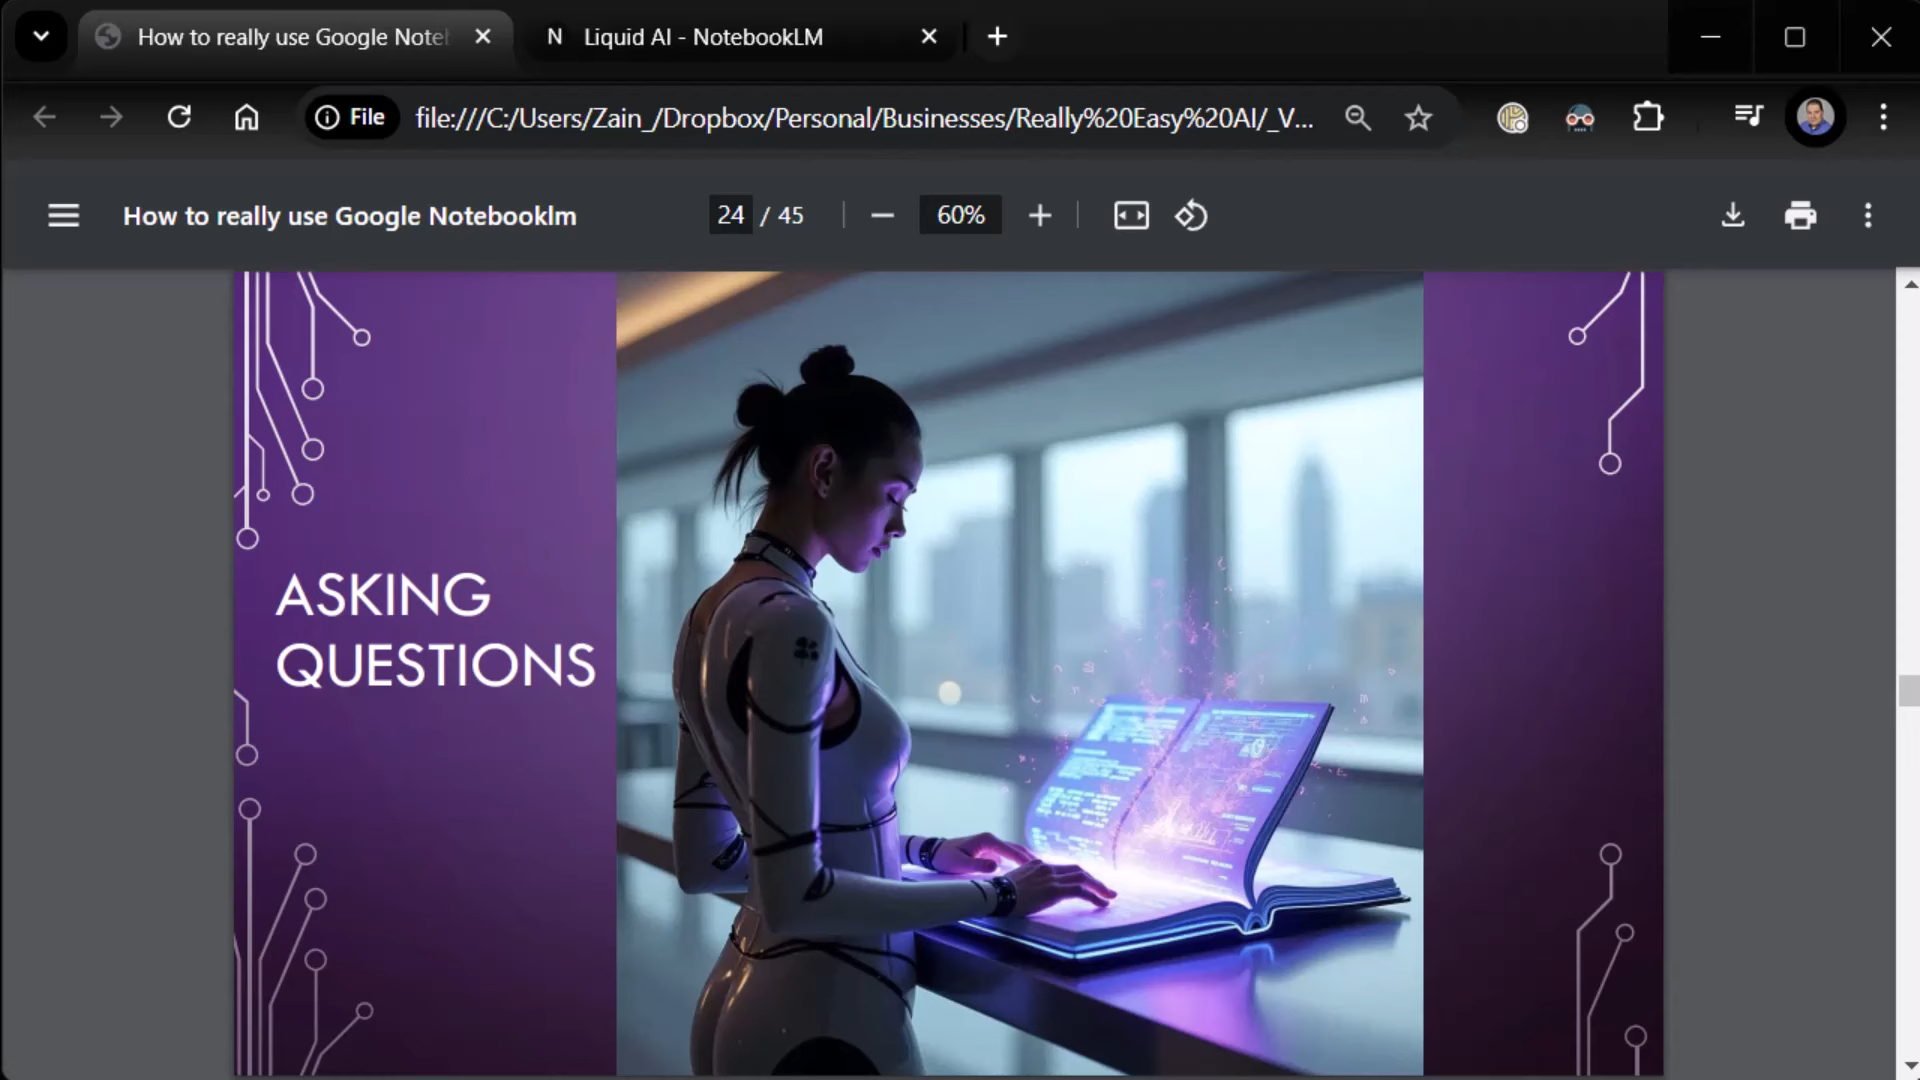 How to really use Google Note
N Liquid AI - NotebookLM
File
file:///C:/Users/Zain_/Dropbox/Personal/Businesses/Really%20Easy%20AI/_V...
How to really use Google Notebooklm
24 / 45
60%
ASKING
QUESTIONS